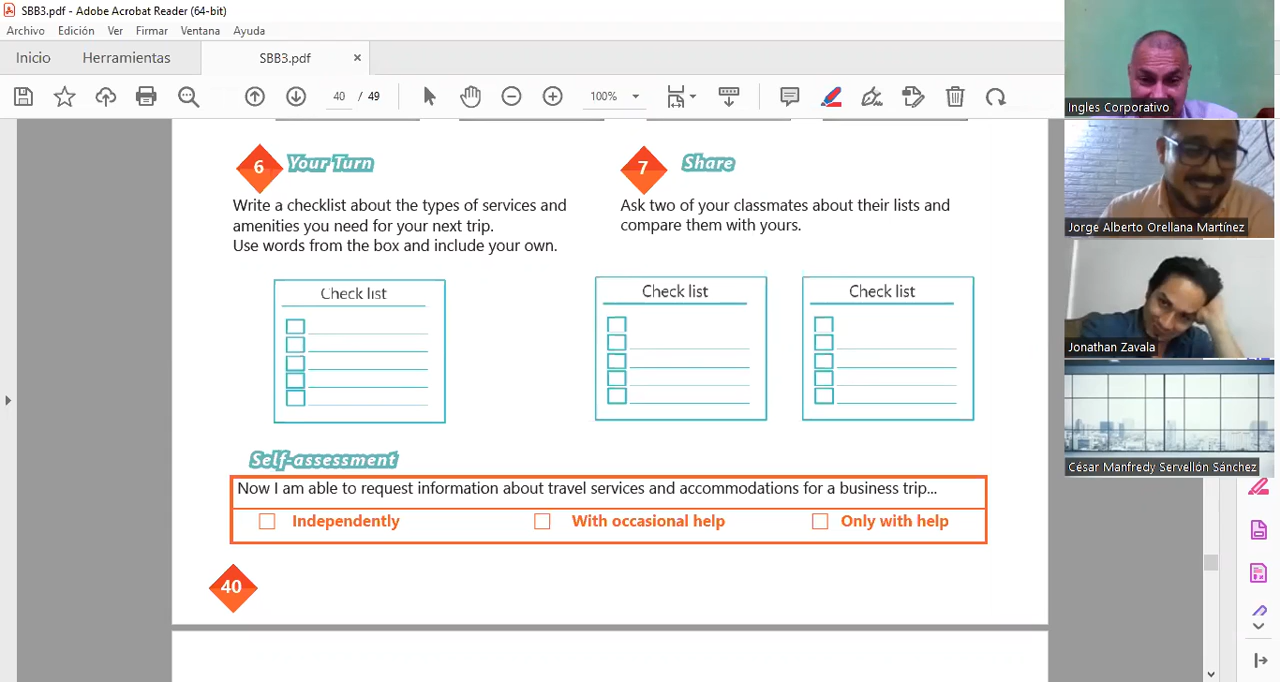 SBB3.pdf - Adobe Acrobat Reader (64-bit)
Archivo Edición Ver Firmar Ventana Ayuda
Inicio Herramientas SBB3.pdf ×
40 / 49 100%
6 Your Turn
Write a checklist about the types of services and
amenities you need for your next trip.
Use words from the box and include your own.
Check list
7 Share
Ask two of your classmates about their lists and
compare them with yours.
Check list Check list
Self-assessment
Now I am able to request information about travel services and accommodations for a business trip...
Independently With occasional help Only with help
40
Ingles Corporativo
Jorge Alberto Orellana Martínez
Jonathan Zavala
César Manfredy Servellón Sánchez